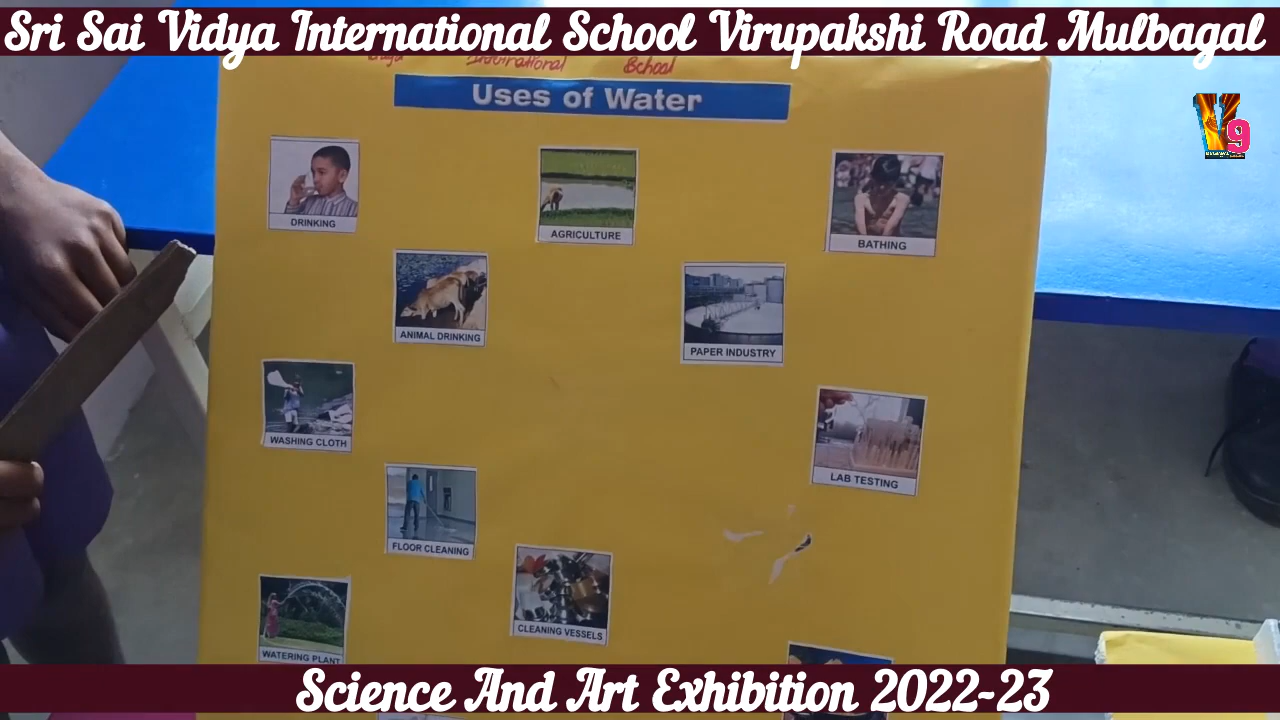 Sri Sai Vidya International School Virupakshi Road Mulbagal
School
Uses of Water
V9
DRINKING
AGRICULTURE
BATHING
ANIMAL DRINKING
PAPER INDUSTRY
WASHING CLOTH
LAB TESTING
FLOOR CLEANING
CLEANING VESSELS
WATERING PLANT
Science And Art Exhibition 2022-23